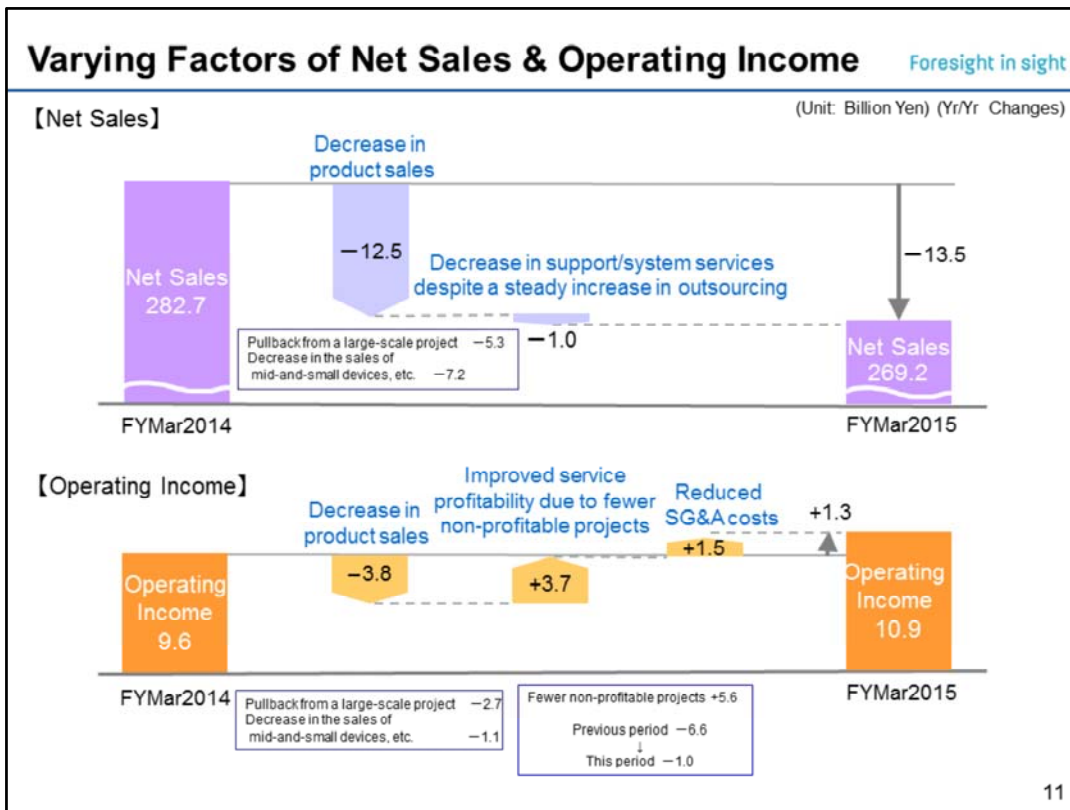 Varying Factors of Net Sales & Operating Income
Foresight in sight
(Unit: Billion Yen) (Yr/Yr Changes)
【Net Sales】
Decrease in
product sales
Net Sales
282.7
−12.5
Decrease in support/system services
despite a steady increase in outsourcing
−13.5
Pullback from a large-scale project −5.3
Decrease in the sales of
mid-and-small devices, etc. −7.2
−1.0
Net Sales
269.2
FYMar2014
FYMar2015
【Operating Income】
Decrease in
product sales
Improved service
profitability due to fewer
non-profitable projects
Reduced
SG&A costs
+1.3
Operating
Income
9.6
−3.8
+3.7
+1.5
Operating
Income
10.9
FYMar2014
FYMar2015
Pullback from a large-scale project −2.7
Decrease in the sales of
mid-and-small devices, etc. −1.1
Fewer non-profitable projects +5.6
Previous period −6.6
↓
This period −1.0
11